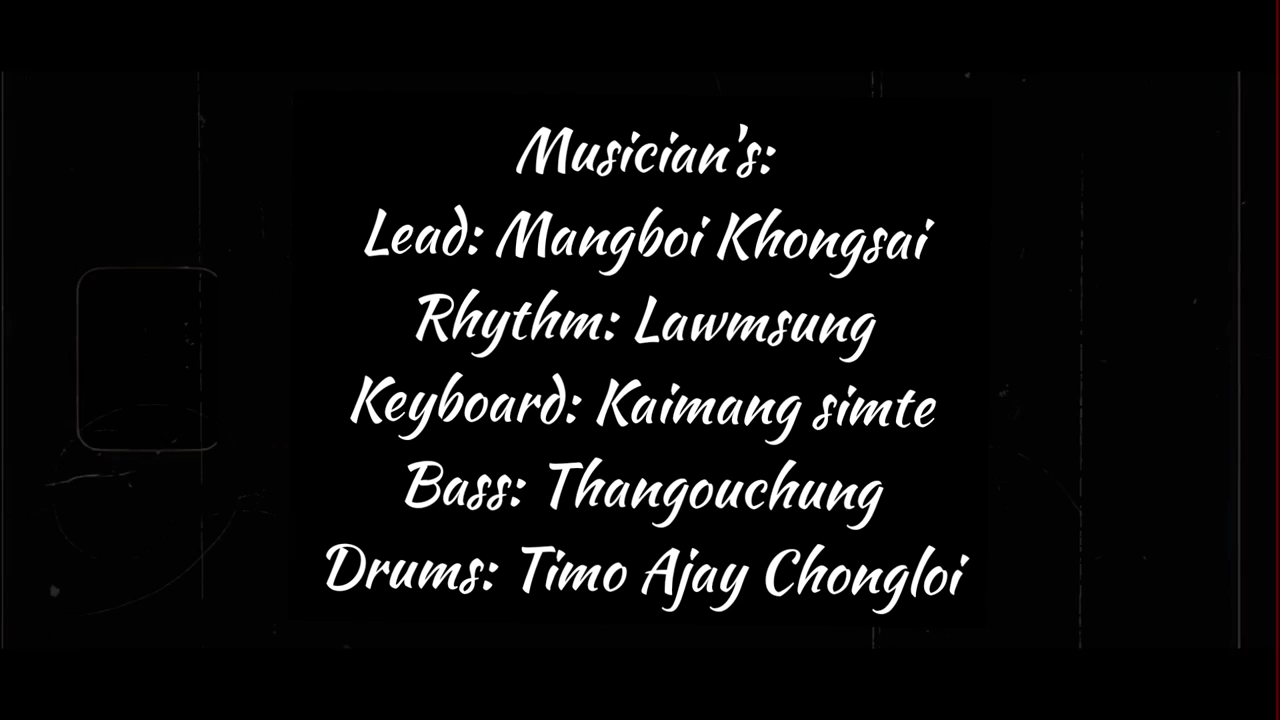 Musician's:
Lead: Mangboi Khongsai
Rhythm: Lawmsung
Keyboard: Kaimang simte
Bass: Thangouchung
Drums: Timo Ajay Chongloi